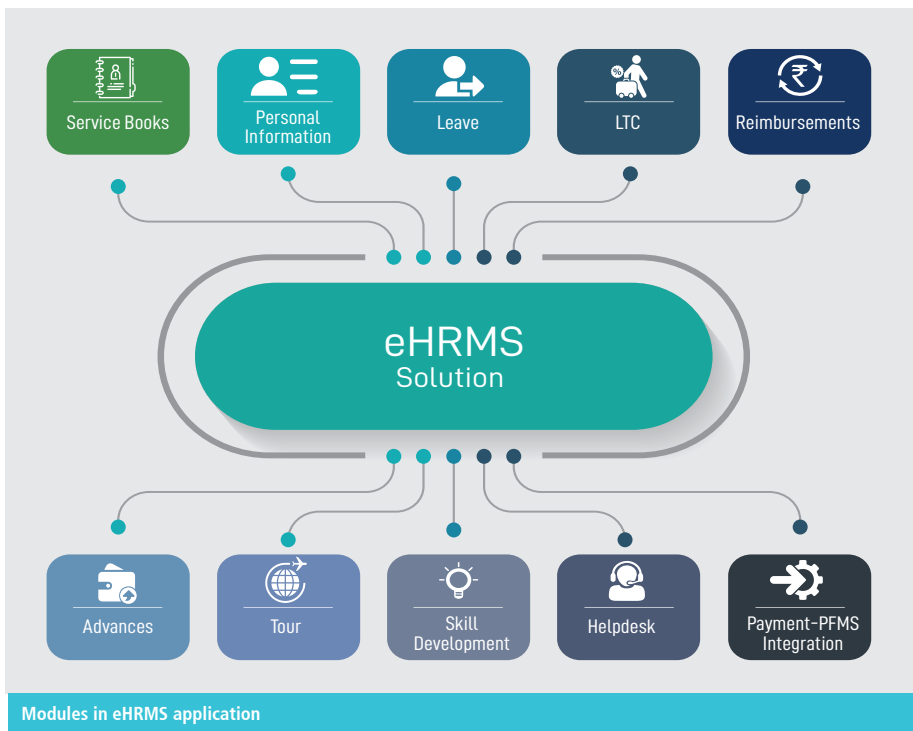 Service Books
Personal
Information
Leave
%
LTC
₹
Reimbursements
eHRMS
Solution
Advances
Tour
Skill
Development
Helpdesk
Payment-PFMS
Integration
Modules in eHRMS application